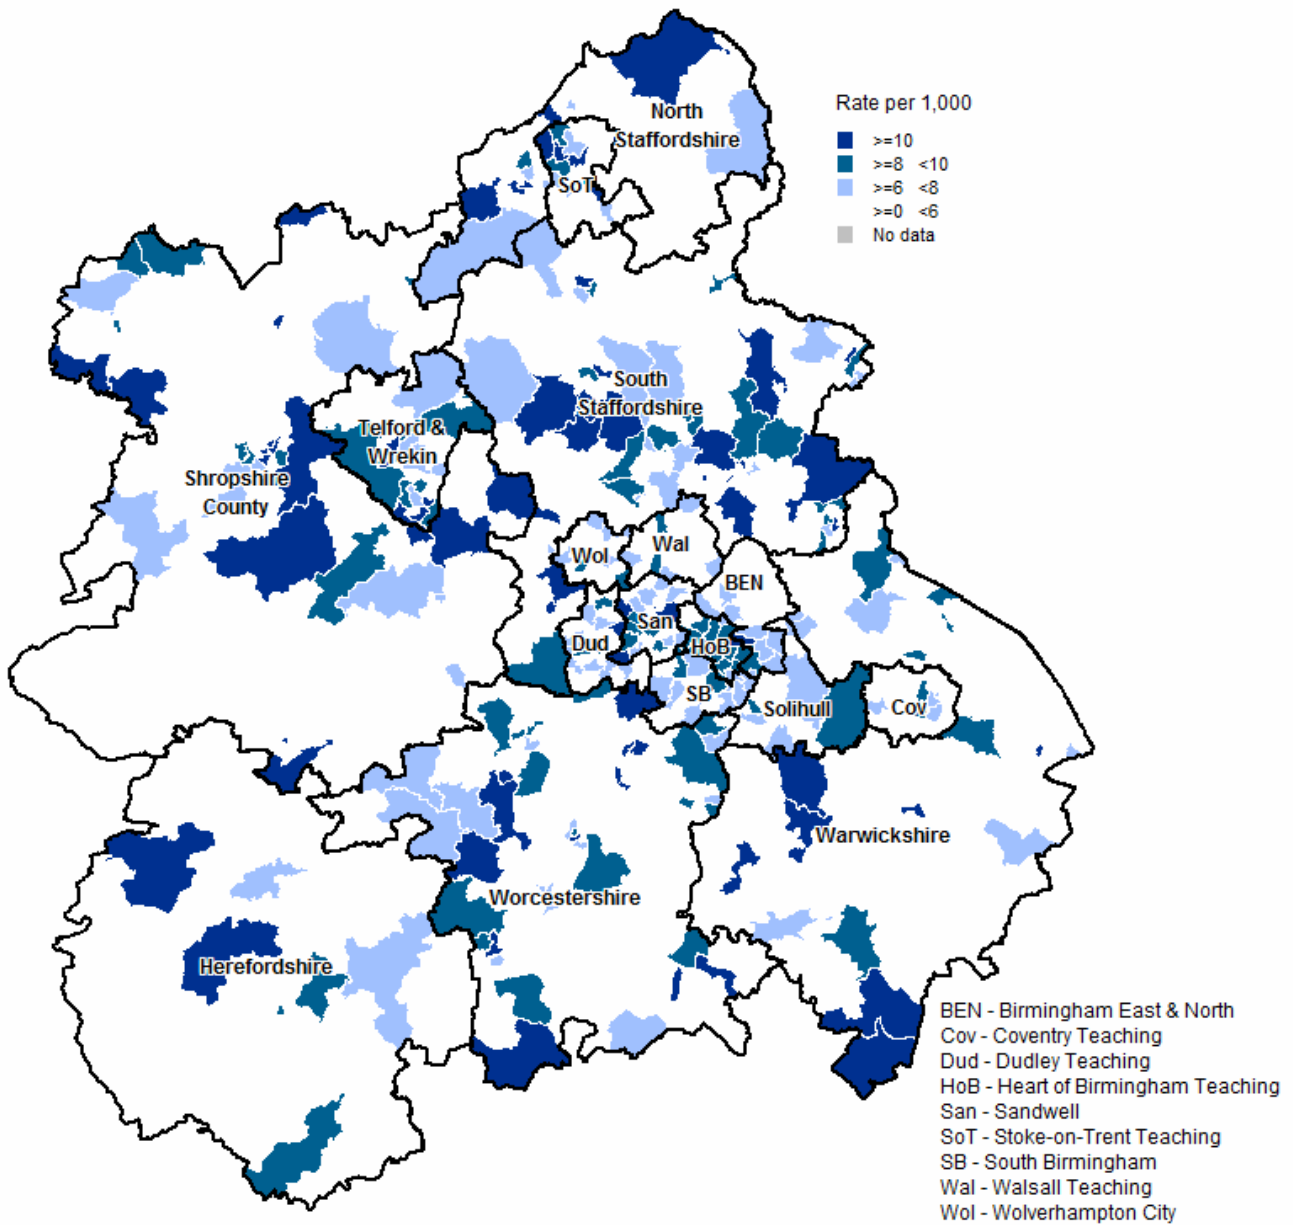 North
Staffordshire
Rate per 1,000
>=10
>=8 <10
>=6 <8
>=0 <6
No data
SoT
South
Staffordshire
Telford &
Wrekin
Shropshire
County
Wol
Wal
BEN
San
Dud
HoB
SB
Solihull
Cov
Warwickshire
Worcestershire
Herefordshire
BEN - Birmingham East & North
Cov - Coventry Teaching
Dud - Dudley Teaching
HoB - Heart of Birmingham Teaching
San - Sandwell
SoT - Stoke-on-Trent Teaching
SB - South Birmingham
Wal - Walsall Teaching
Wol - Wolverhampton City